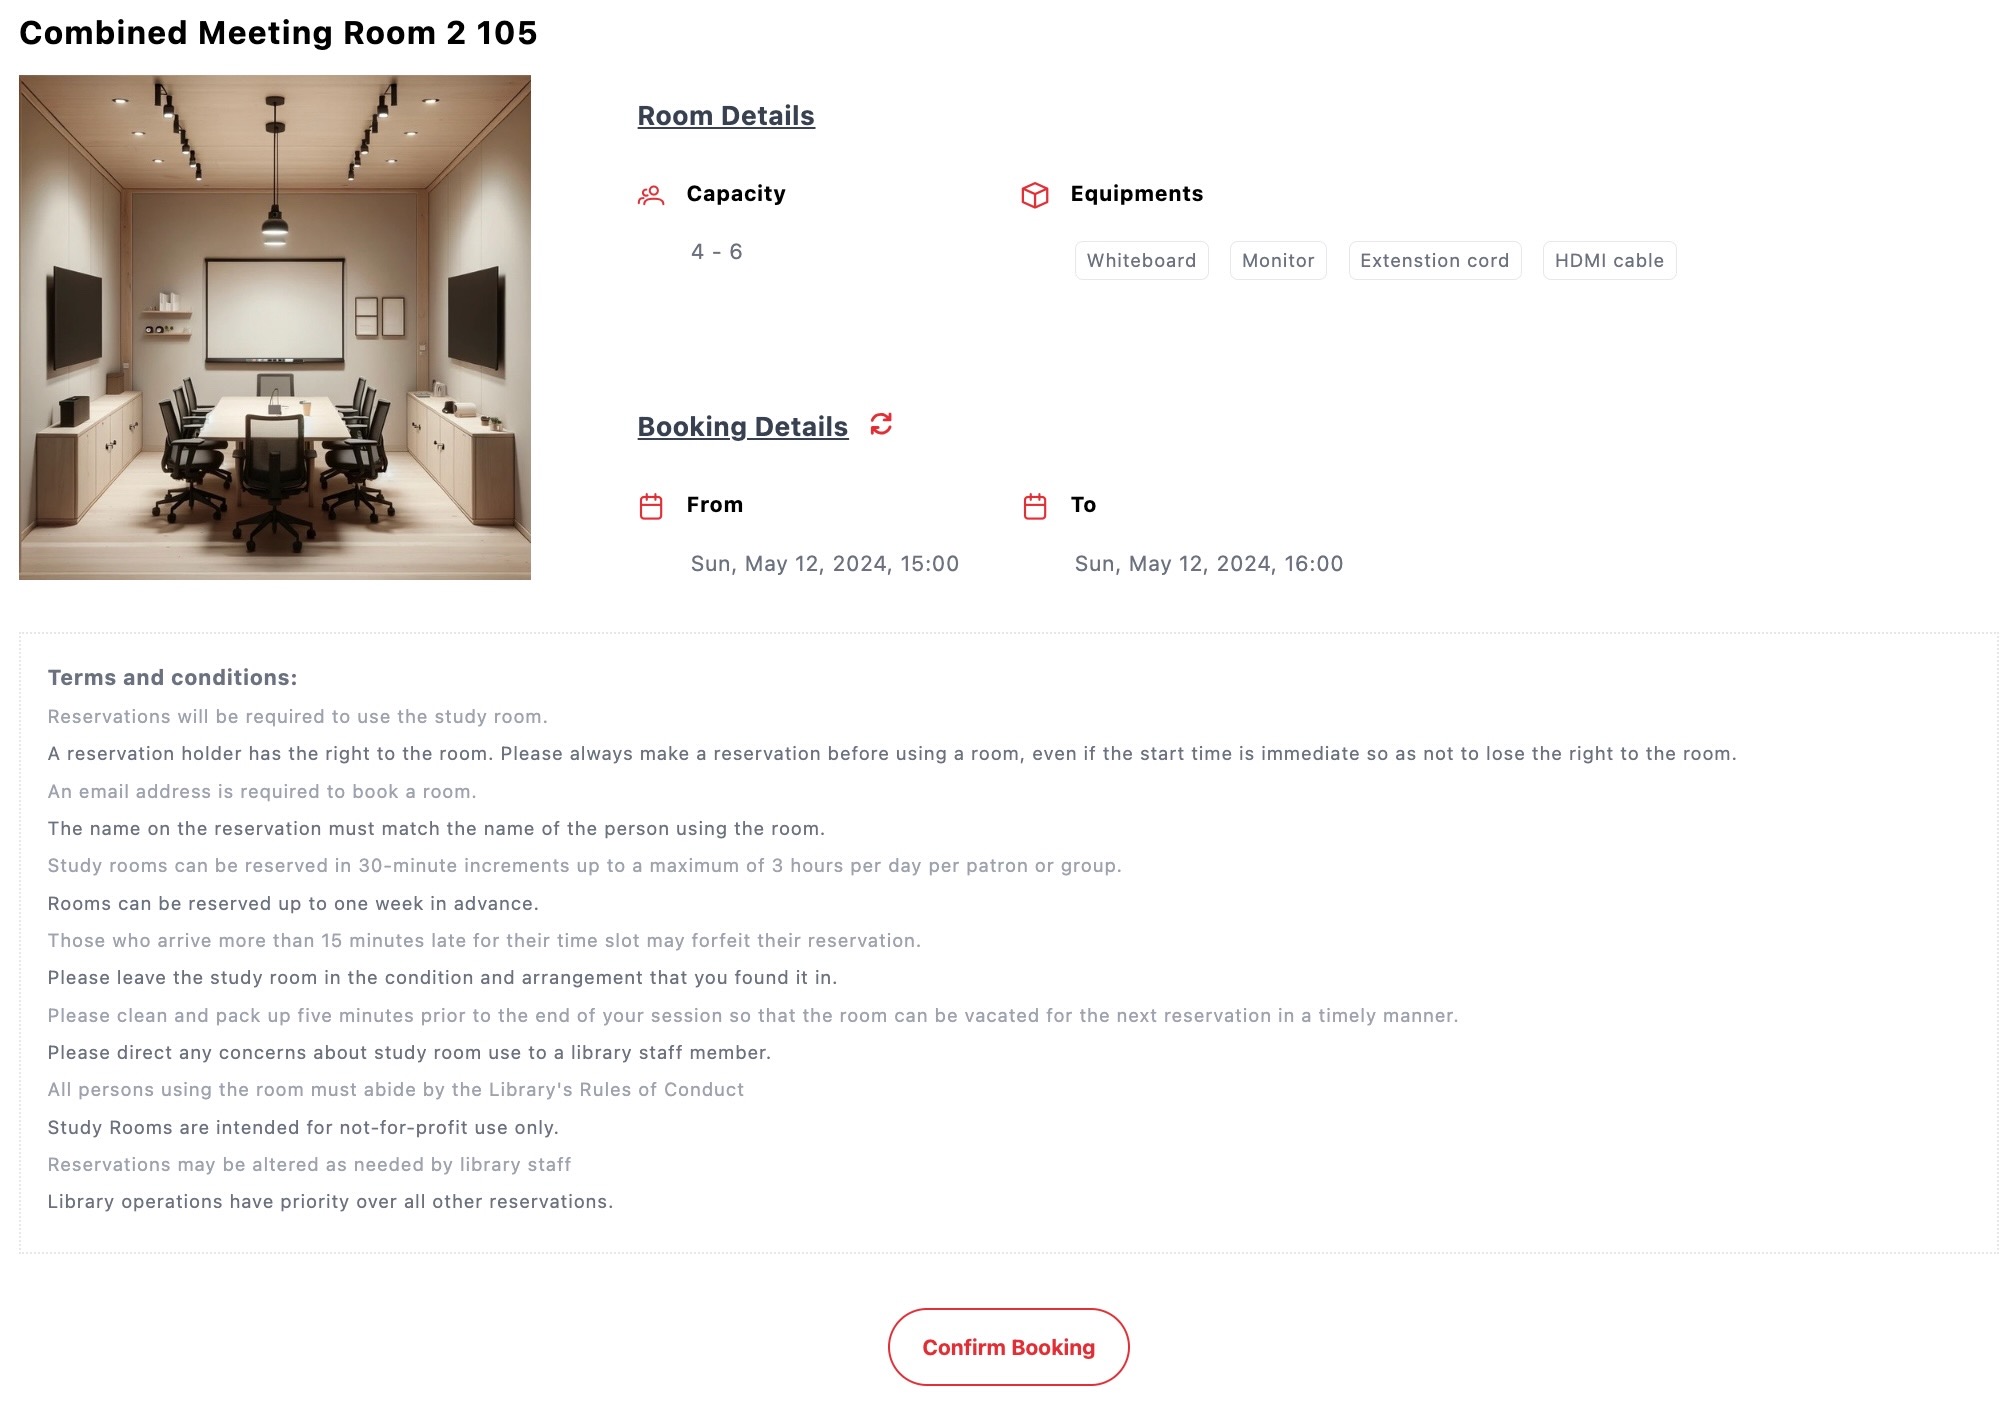 Combined Meeting Room 2 105
Room Details
Capacity
4 - 6
Equipments
Whiteboard
Monitor
Extenstion cord
HDMI cable
Booking Details
From
Sun, May 12, 2024, 15:00
To
Sun, May 12, 2024, 16:00
Terms and conditions:
Reservations will be required to use the study room.
A reservation holder has the right to the room. Please always make a reservation before using a room, even if the start time is immediate so as not to lose the right to the room.
An email address is required to book a room.
The name on the reservation must match the name of the person using the room.
Study rooms can be reserved in 30-minute increments up to a maximum of 3 hours per day per patron or group.
Rooms can be reserved up to one week in advance.
Those who arrive more than 15 minutes late for their time slot may forfeit their reservation.
Please leave the study room in the condition and arrangement that you found it in.
Please clean and pack up five minutes prior to the end of your session so that the room can be vacated for the next reservation in a timely manner.
Please direct any concerns about study room use to a library staff member.
All persons using the room must abide by the Library's Rules of Conduct
Study Rooms are intended for not-for-profit use only.
Reservations may be altered as needed by library staff
Library operations have priority over all other reservations.
Confirm Booking